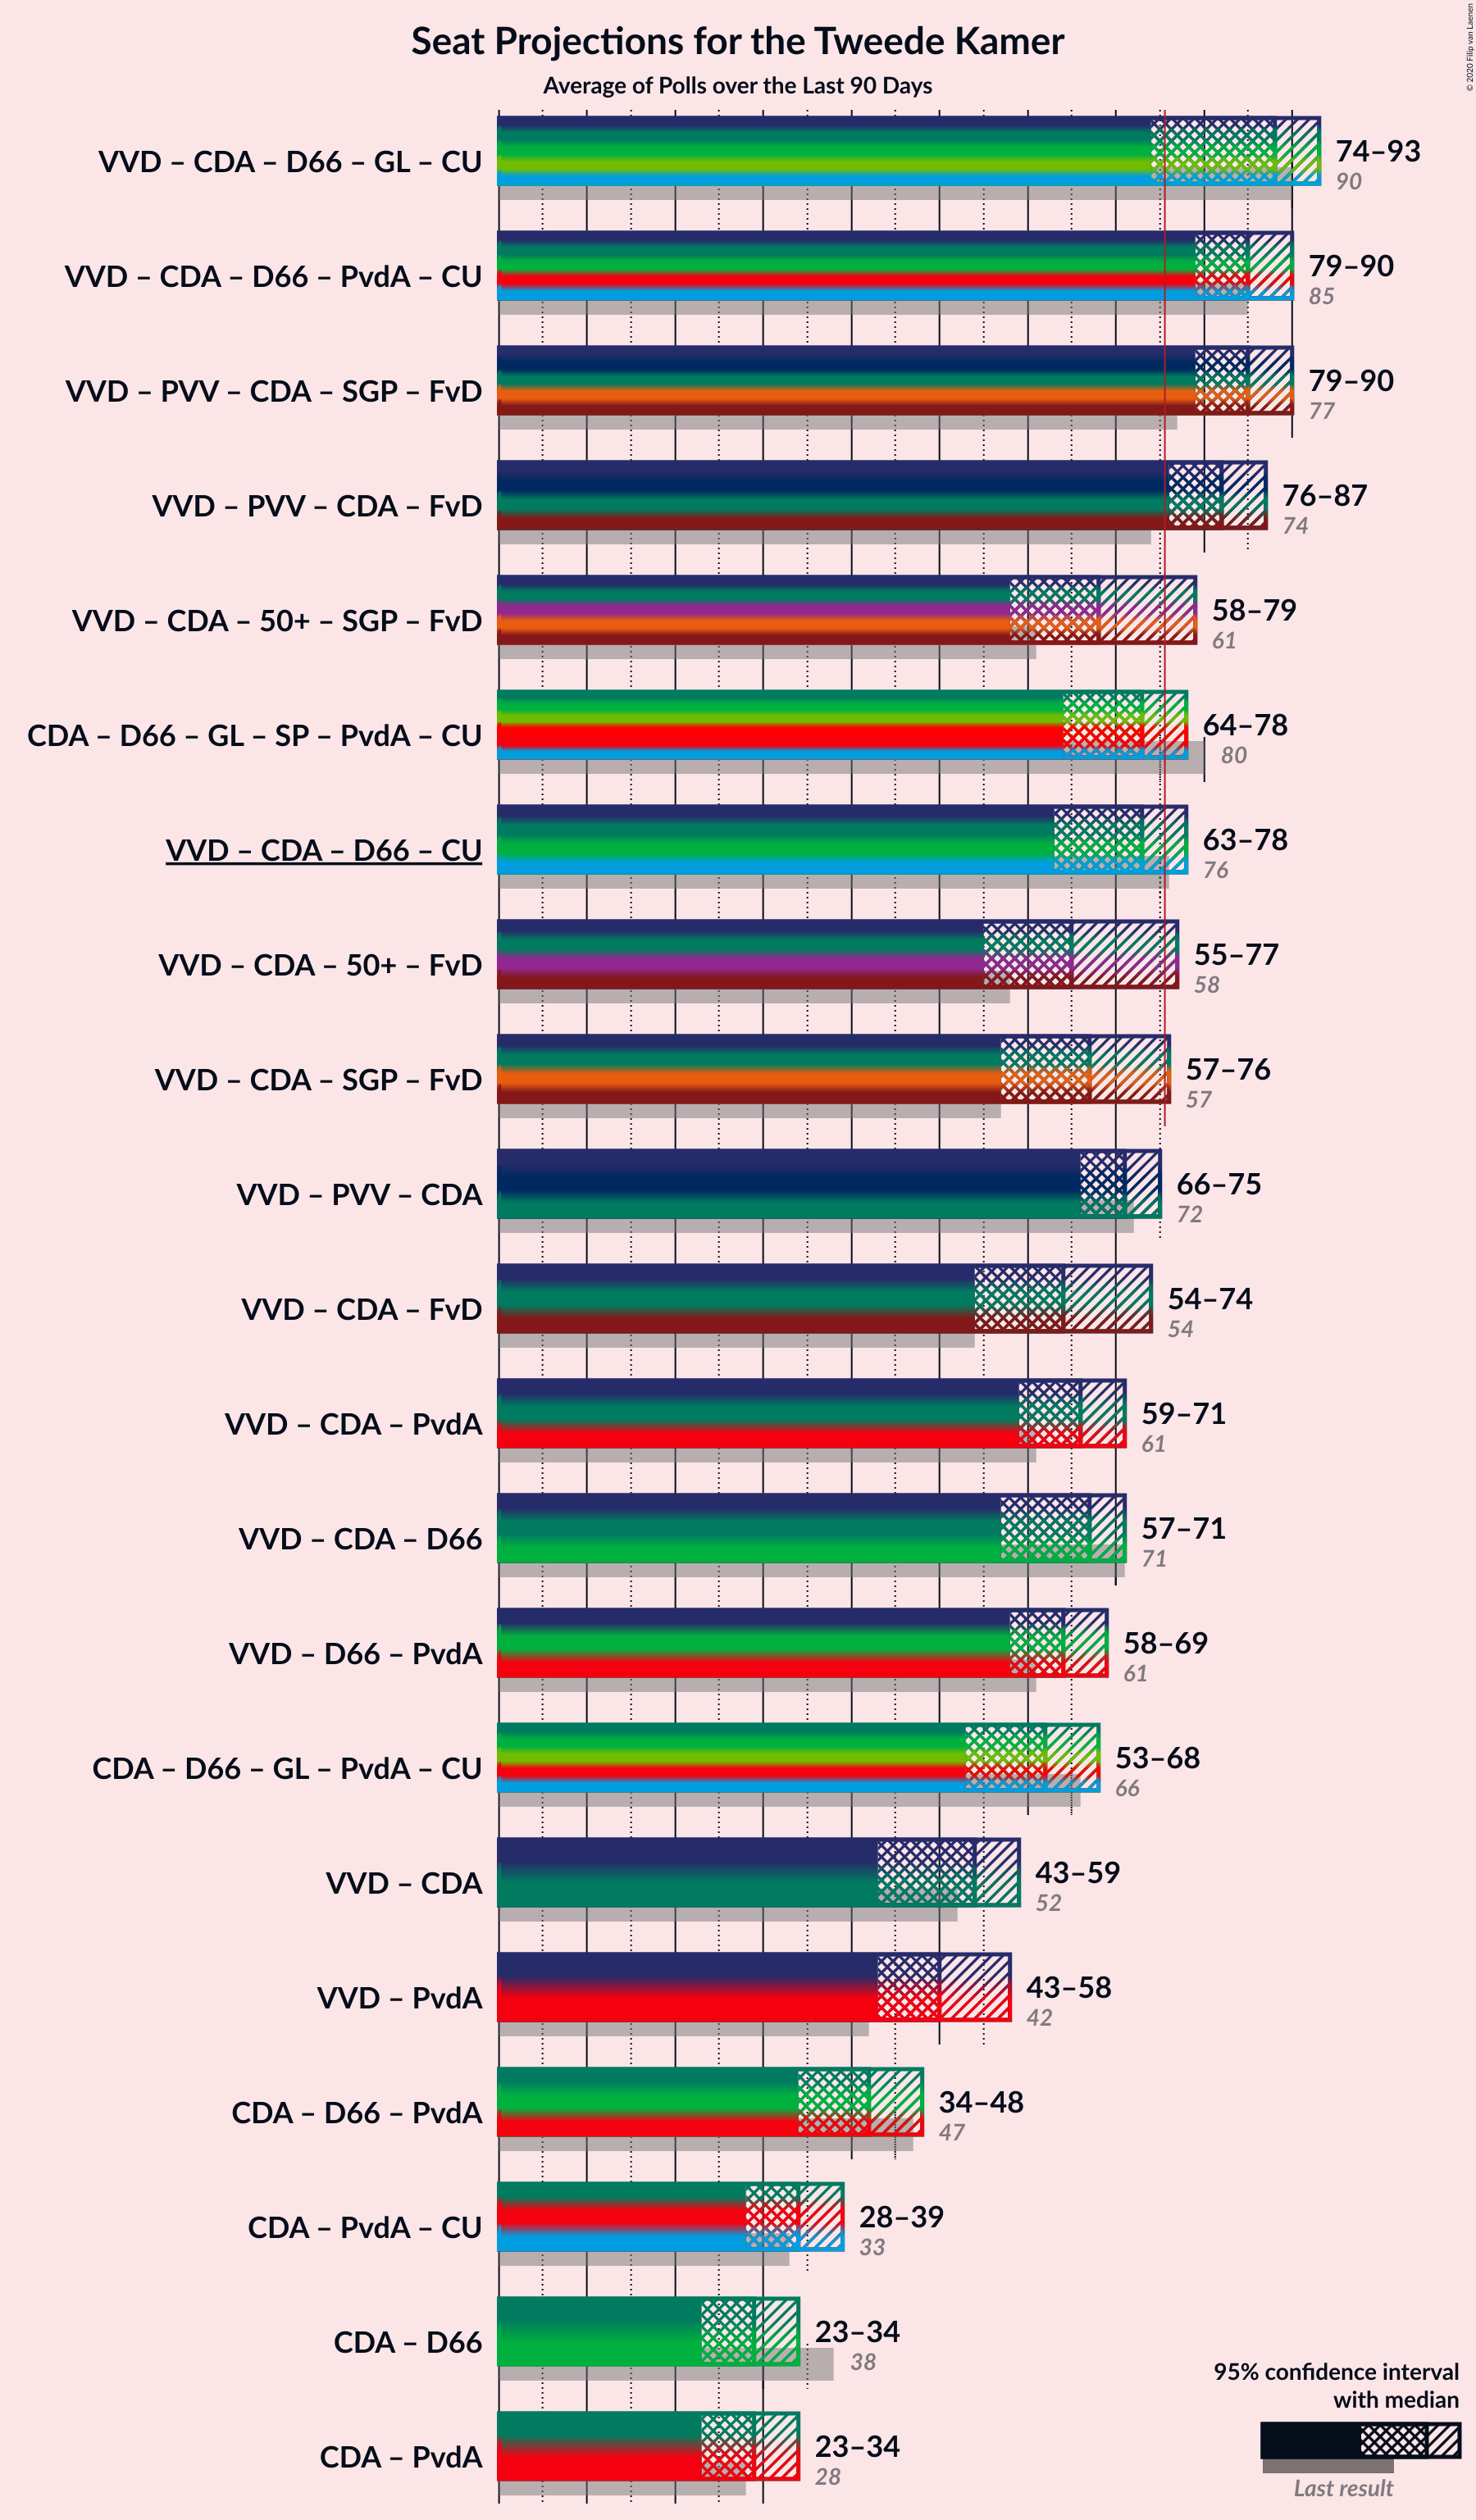 Seat Projections for the Tweede Kamer
Average of Polls over the Last 90 Days
© 2020 Filip van Laenen
VVD – CDA – D66 – GL – CU
74–93
90
VVD – CDA – D66 – PvdA – CU
79–90
85
VVD – PVV – CDA – SGP – FvD
79–90
77
VVD – PVV – CDA – FvD
76–87
74
VVD – CDA – 50+ – SGP – FvD
58–79
61
CDA – D66 – GL – SP – PvdA – CU
64–78
80
VVD – CDA – D66 – CU
63–78
76
VVD – CDA – 50+ – FvD
55–77
58
VVD – CDA – SGP – FvD
57–76
57
VVD – PVV – CDA
66–75
72
VVD – CDA – FvD
54–74
54
VVD – CDA – PvdA
59–71
61
VVD – CDA – D66
57–71
71
VVD – D66 – PvdA
58–69
61
CDA – D66 – GL – PvdA – CU
53–68
66
VVD – CDA
43–59
52
VVD – PvdA
43–58
42
CDA – D66 – PvdA
34–48
47
CDA – PvdA – CU
28–39
33
CDA – D66
23–34
38
CDA – PvdA
23–34
28
95% confidence interval
with median
Last result